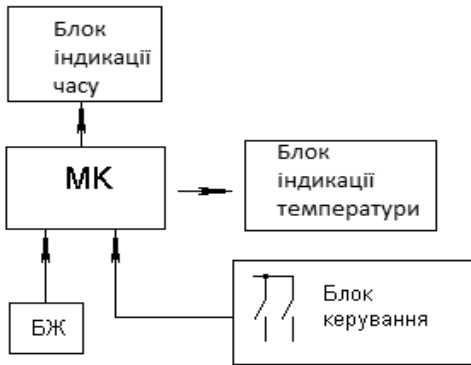 Блок
індикації
часу
МК
Блок
індикації
температури
БЖ
Блок
керування